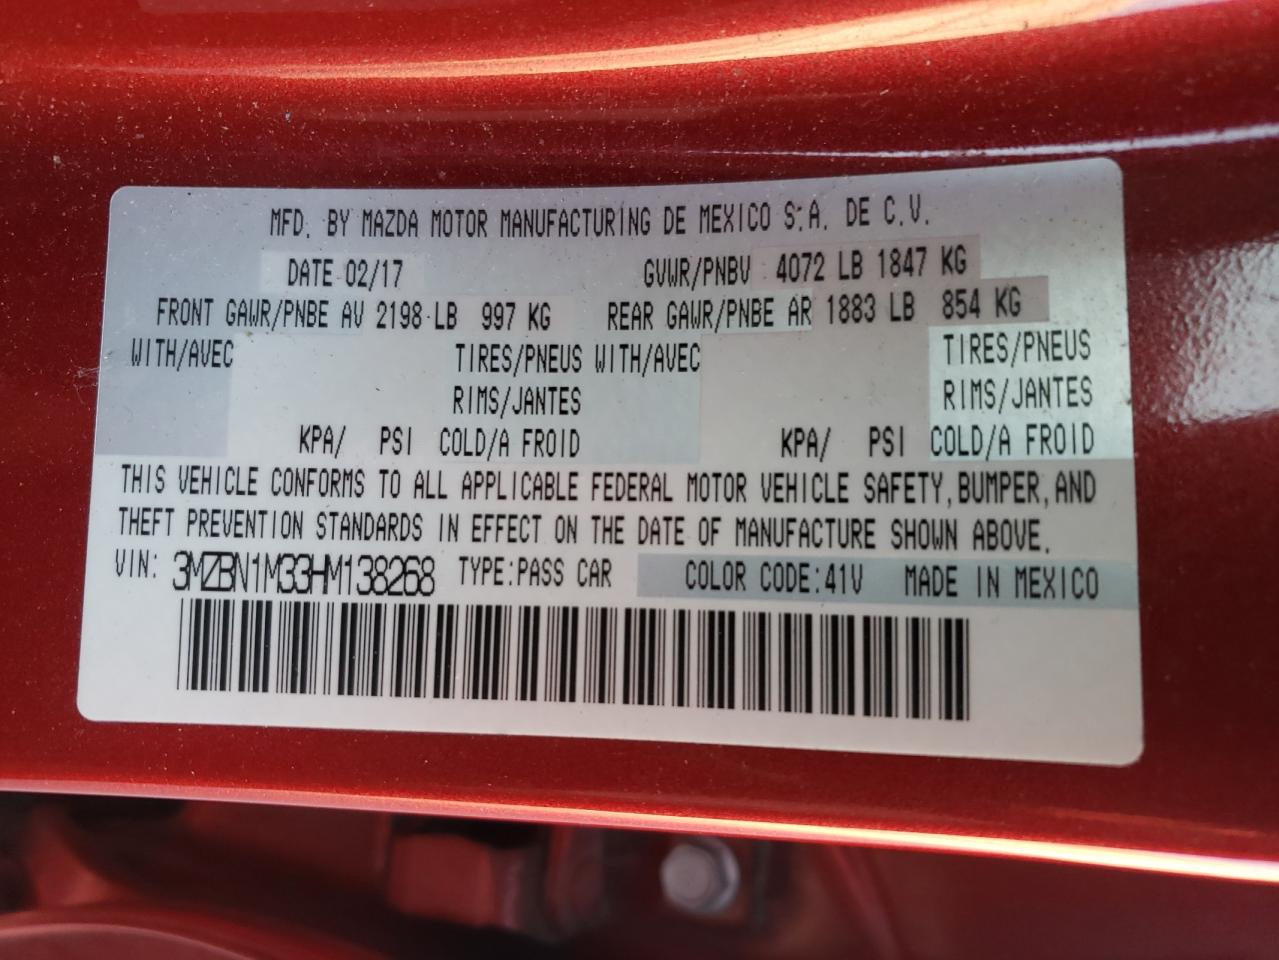 MFD. BY MAZDA MOTOR MANUFACTURING DE MEXICO S.A. DE C.V.
DATE 02/17 GVWR/PNBV 4072 LB 1847 KG
FRONT GAWR/PNBE AV 2198 LB 997 KG REAR GAWR/PNBE AR 1883 LB 854 KG
WITH/AVEC TIRES/PNEUS WITH/AVEC TIRES/PNEUS
RIMS/JANTES RIMS/JANTES
KPA/ PSI COLD/A FROID KPA/ PSI COLD/A FROID
THIS VEHICLE CONFORMS TO ALL APPLICABLE FEDERAL MOTOR VEHICLE SAFETY, BUMPER, AND
THEFT PREVENTION STANDARDS IN EFFECT ON THE DATE OF MANUFACTURE SHOWN ABOVE.
VIN: 3MZBN1M33HM138268 TYPE:PASS CAR COLOR CODE:41V MADE IN MEXICO